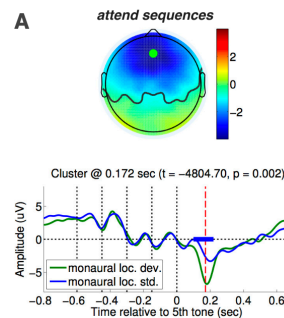 A
attend sequences
2
0
−2
Cluster @ 0.172 sec (t = −4804.70, p = 0.002)
Amplitude (uV)
5
0
−5
monaural loc. dev.
monaural loc. std.
−0.8 −0.6 −0.4 −0.2 0 0.2 0.4 0.6
Time relative to 5th tone (sec)